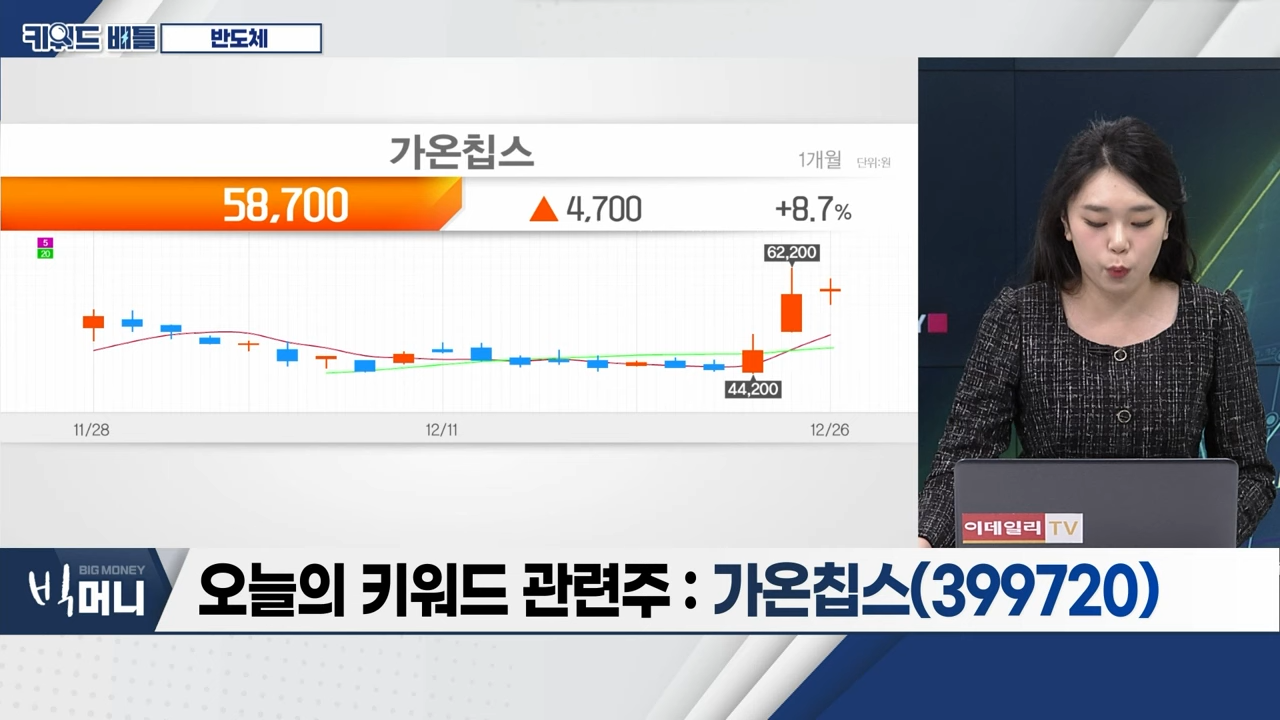 키워드 배틀
반도체
가온칩스
1개월 단위:원
58,700 ▲ 4,700 +8.7%
5
20
62,200
44,200
11/28 12/11 12/26
이데일리TV
BIG MONEY
빅머니
오늘의 키워드 관련주 : 가온칩스(399720)